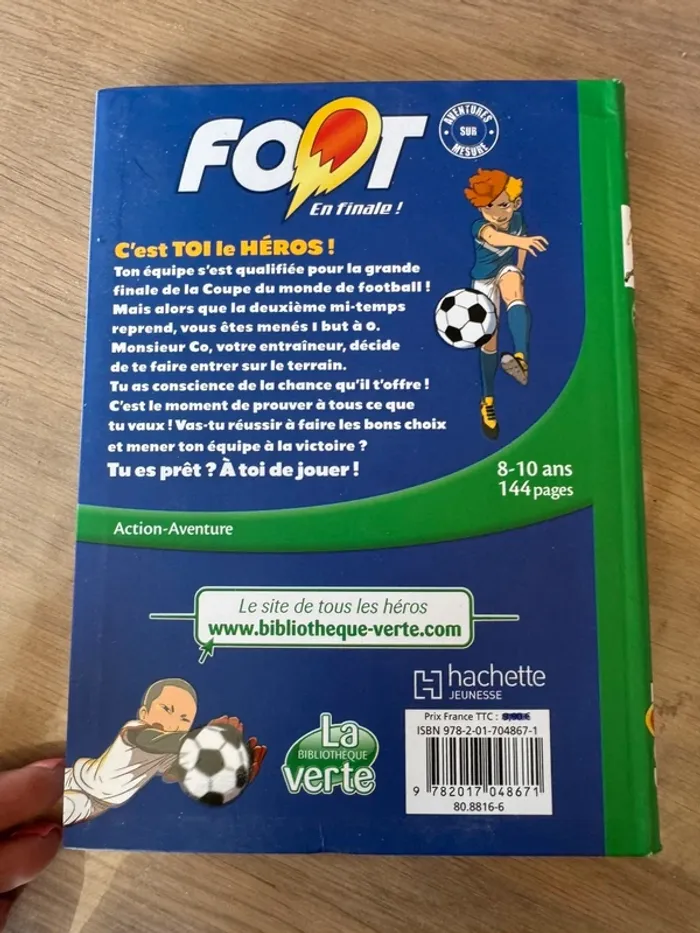 FOOT
En finale !
AVENTURES
SUR
MESURE
C'est TOI le HÉROS !
Ton équipe s'est qualifiée pour la grande
finale de la Coupe du monde de football !
Mais alors que la deuxième mi-temps
reprend, vous êtes menés 1 but à 0.
Monsieur Co, votre entraîneur, décide
de te faire entrer sur le terrain.
Tu as conscience de la chance qu'il t'offre !
C'est le moment de prouver à tous ce que
tu vaux ! Vas-tu réussir à faire les bons choix
et mener ton équipe à la victoire ?
Tu es prêt ? À toi de jouer !
8-10 ans
144 pages
Action-Aventure
Le site de tous les héros
www.bibliotheque-verte.com
hachette
JEUNESSE
La
BIBLIOTHÈQUE
verte
Prix France TTC :
ISBN 978-2-01-704867-1
9 782017 048671
80.8816-6